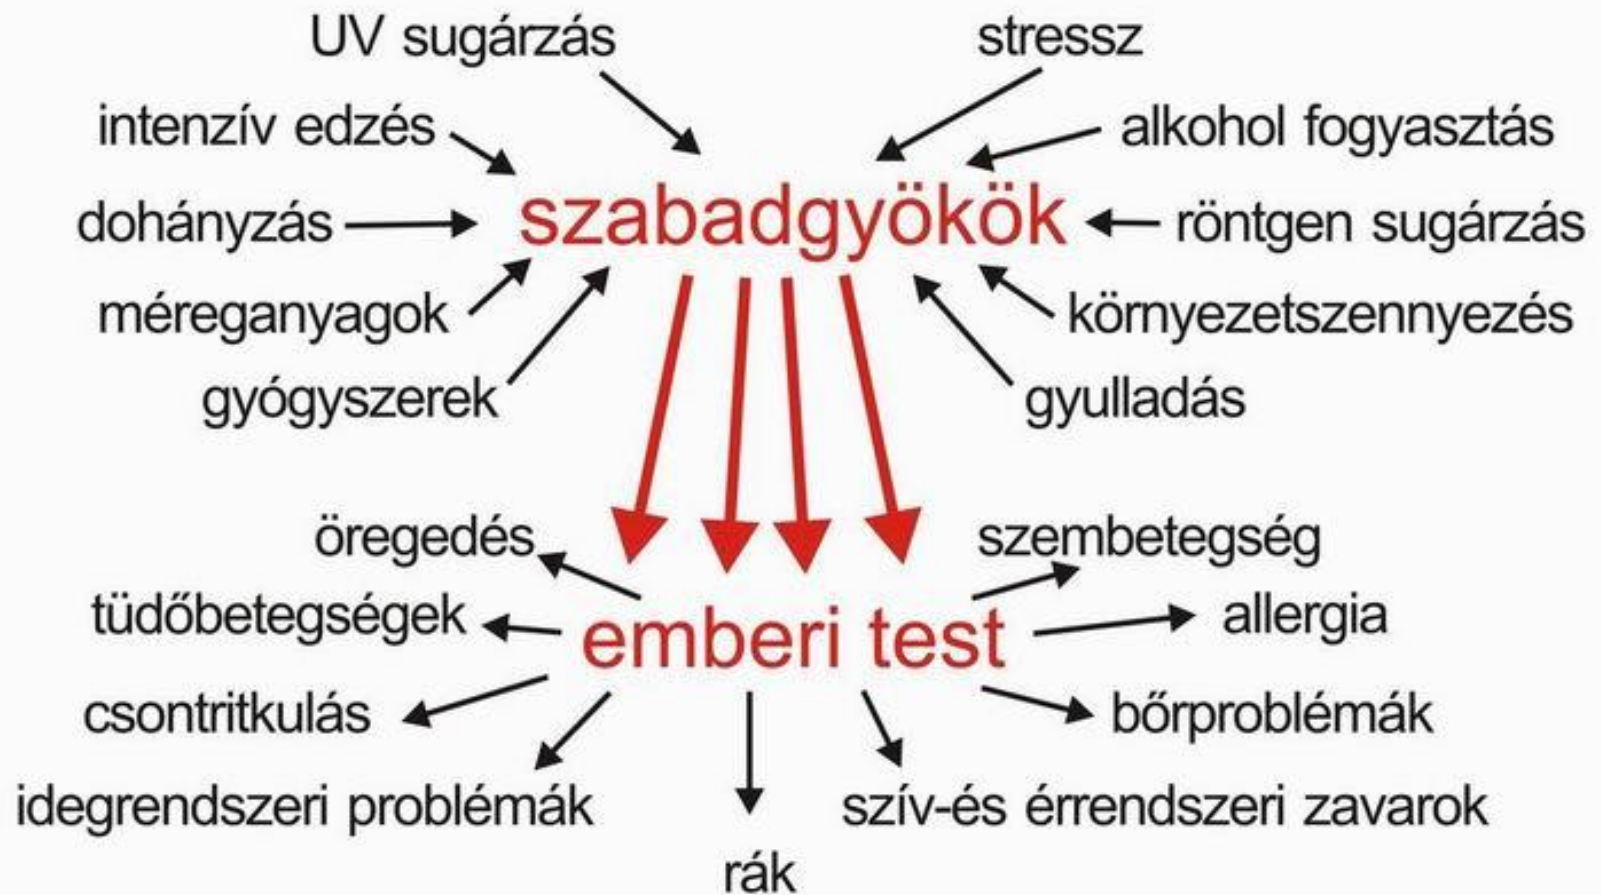 UV sugárzás
stressz
intenzív edzés
alkohol fogyasztás
szabadgyökök
dohányzás
röntgen sugárzás
méreganyagok
környezetszennyezés
gyógyszerek
gyulladás
öregedés
szembetegség
tüdőbetegségek
allergia
emberi test
csontritkulás
bőrproblémák
idegrendszeri problémák
szív-és érrendszeri zavarok
rák